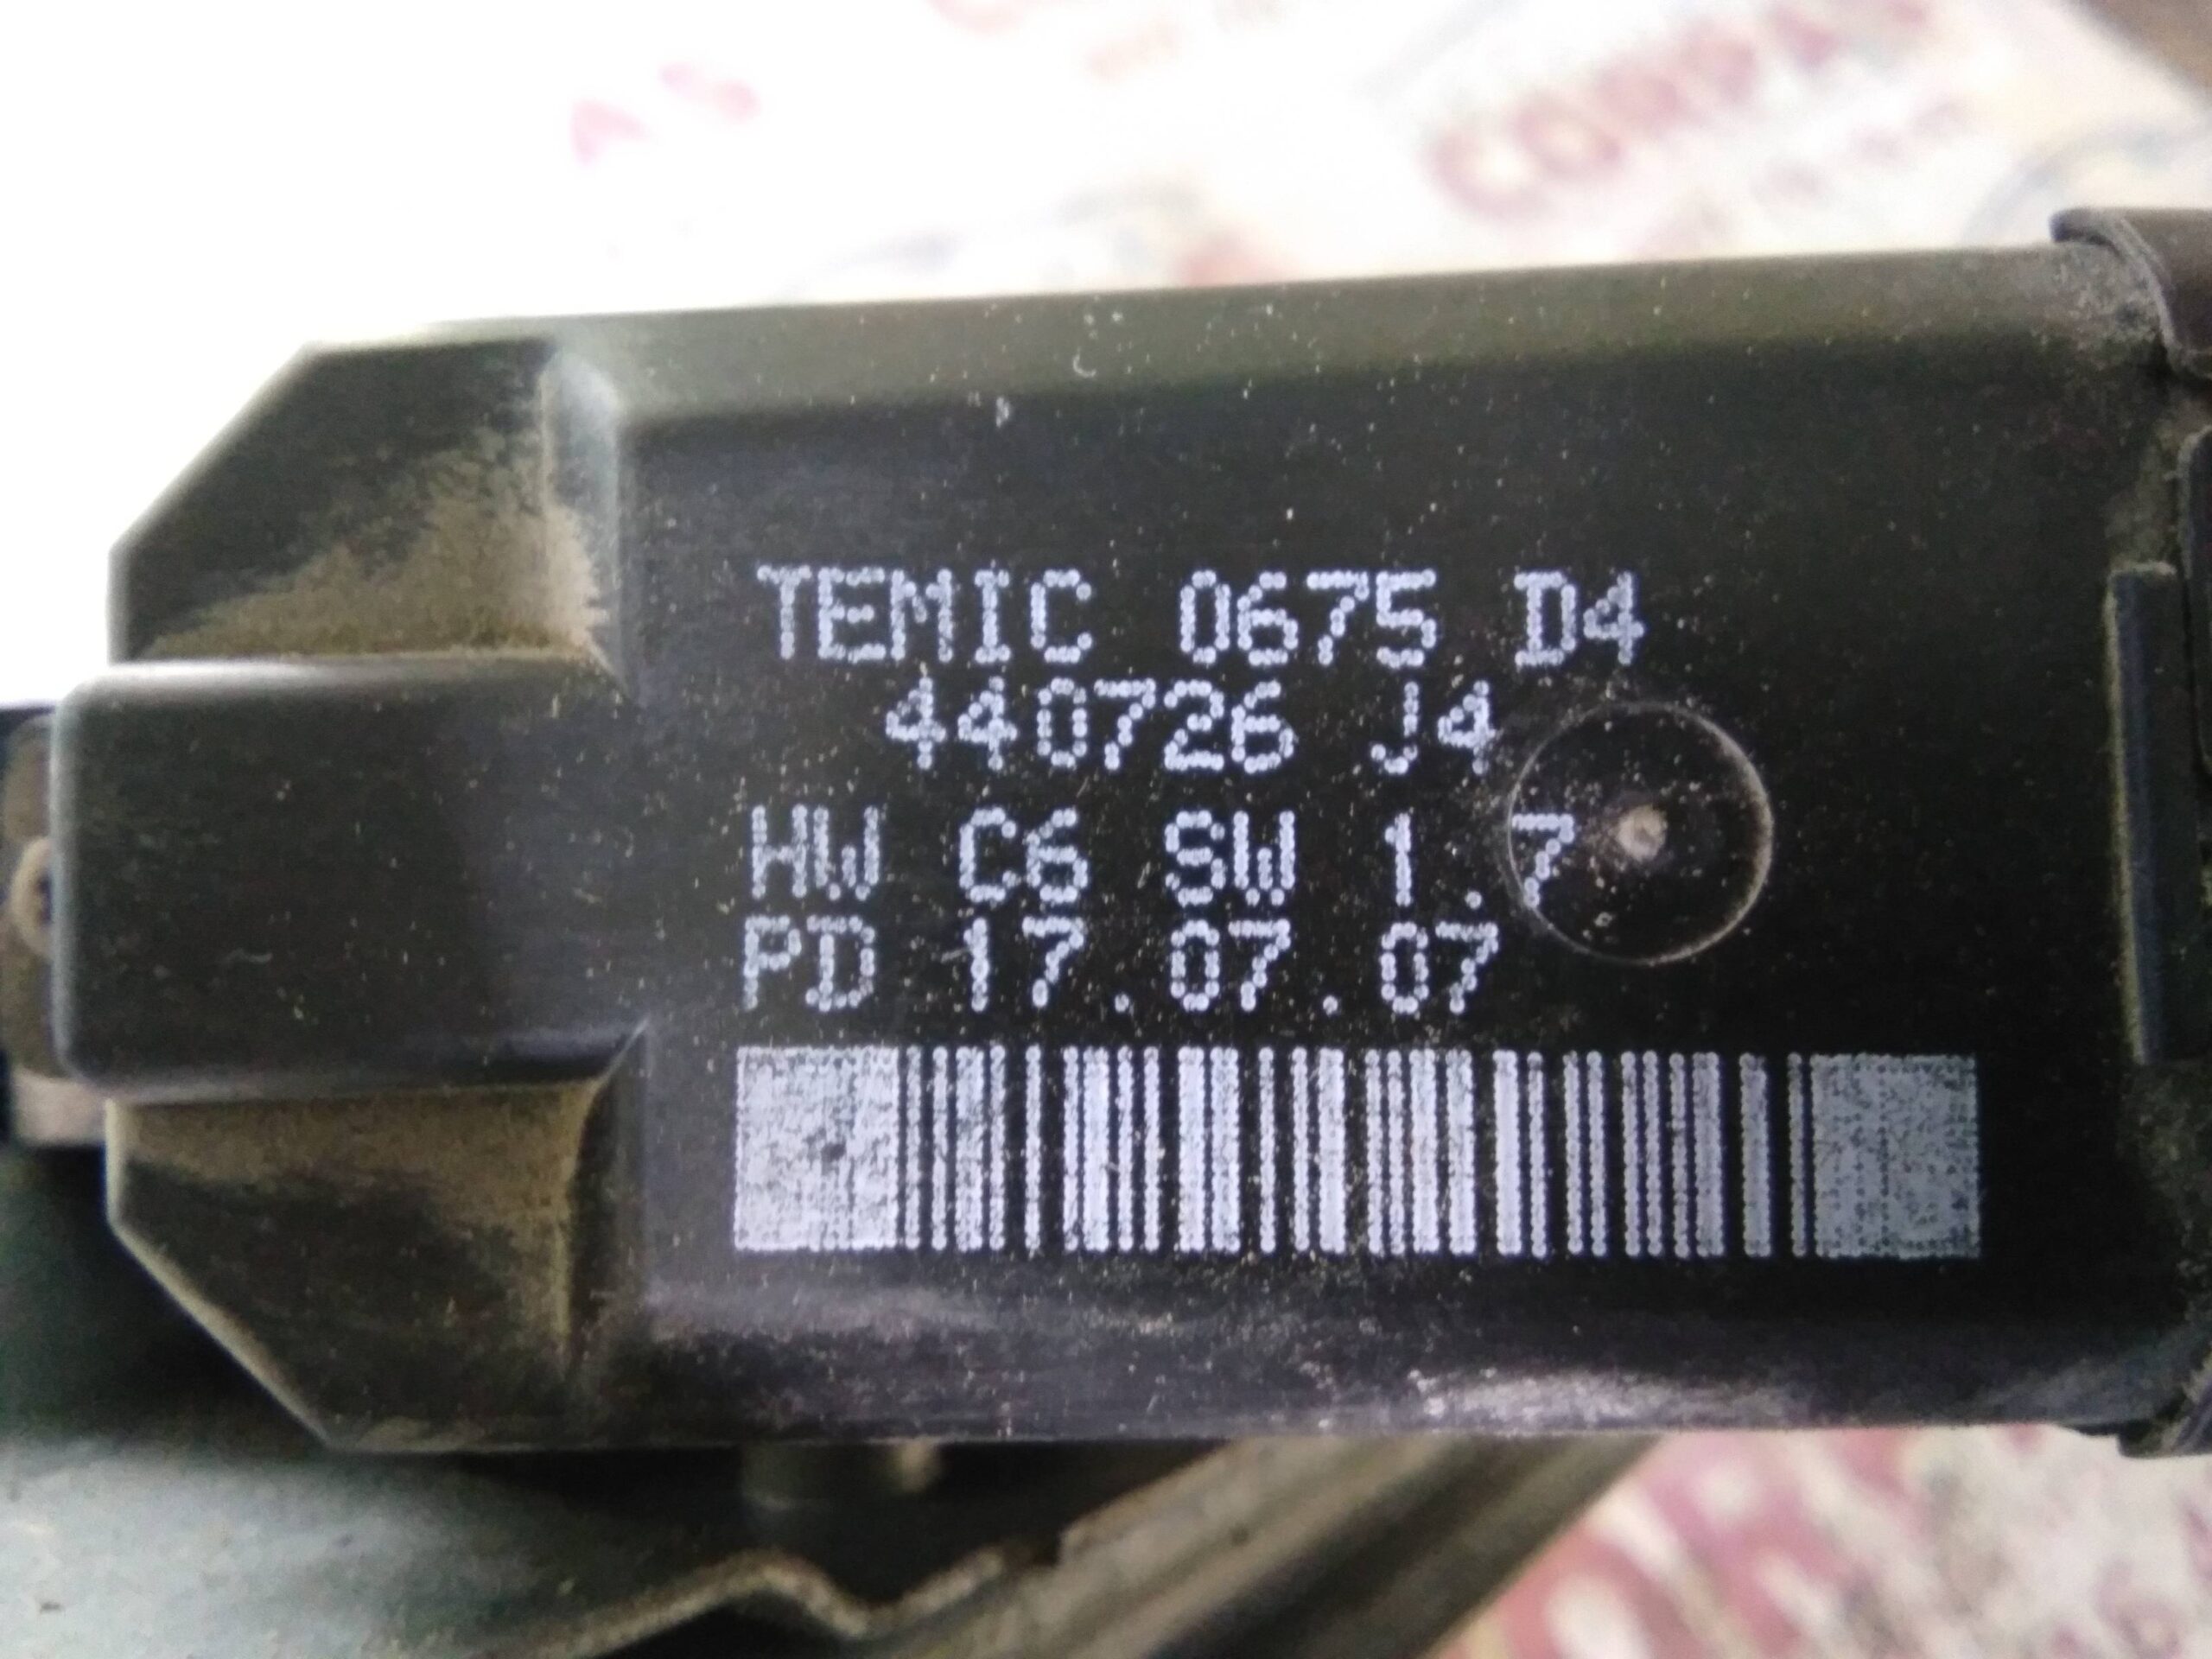 TEMIC 0675 D4
440726 J4
HW C6 SW 1.7
PD 17.07.07